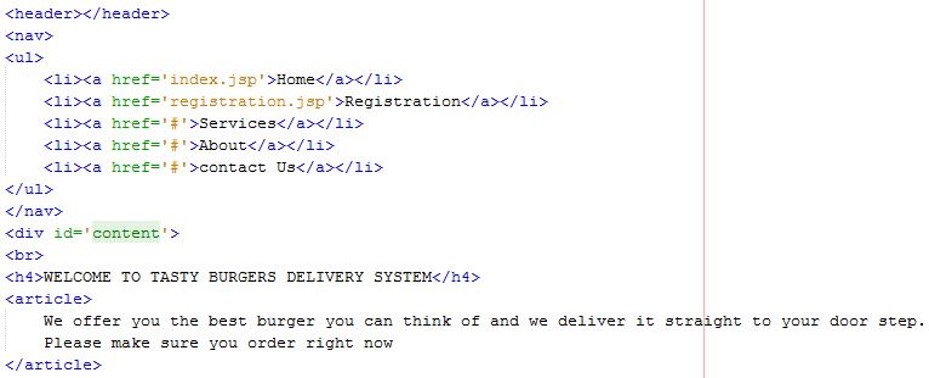 <header></header>
<nav>
<ul>
<li><a href='index.jsp'>Home</a></li>
<li><a href='registration.jsp'>Registration</a></li>
<li><a href='#'>Services</a></li>
<li><a href='#'>About</a></li>
<li><a href='#'>contact Us</a></li>
</ul>
</nav>
<div id='content'>
<br>
<h4>WELCOME TO TASTY BURGERS DELIVERY SYSTEM</h4>
<article>
We offer you the best burger you can think of and we deliver it straight to your door step.
Please make sure you order right now
</article>